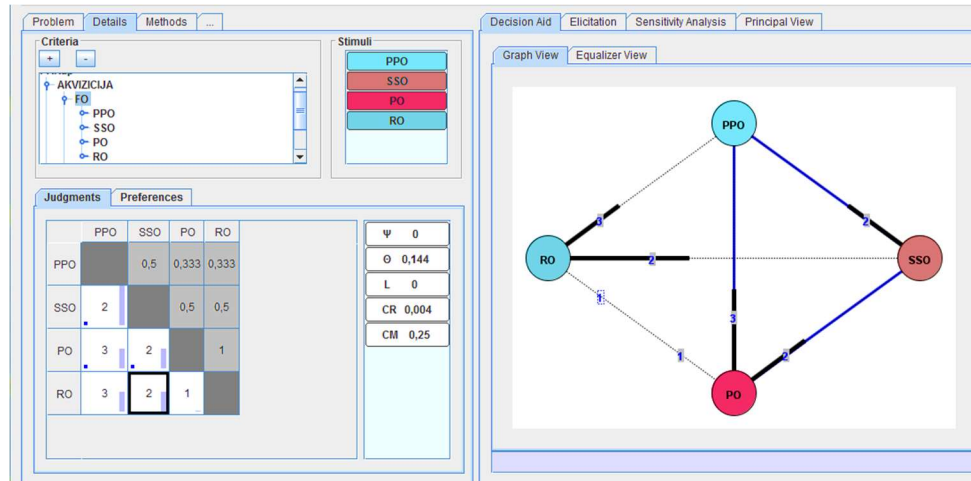 Problem Details Methods ...
Criteria
+ -
AKVIZICIJA
FO
PPO
SSO
PO
RO
Stimuli
PPO
SSO
PO
RO
Judgments Preferences
PPO SSO PO RO
PPO 0,5 0,333 0,333
SSO 2 0,5 0,5
PO 3 2 1
RO 3 2 1
Ψ 0
Θ 0,144
L 0
CR 0,004
CM 0,25
Decision Aid Elicitation Sensitivity Analysis Principal View
Graph View Equalizer View
PPO
3 2
RO 2 SSO
1
3
1 2
PO